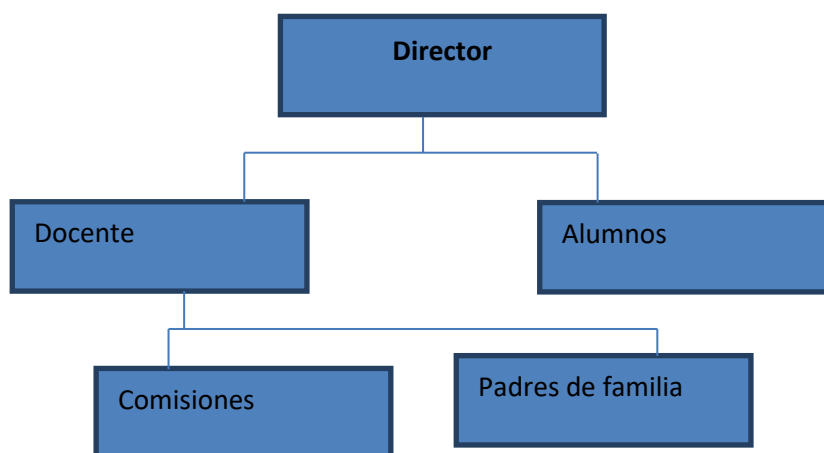 Director
Docente
Alumnos
Comisiones
Padres de familia